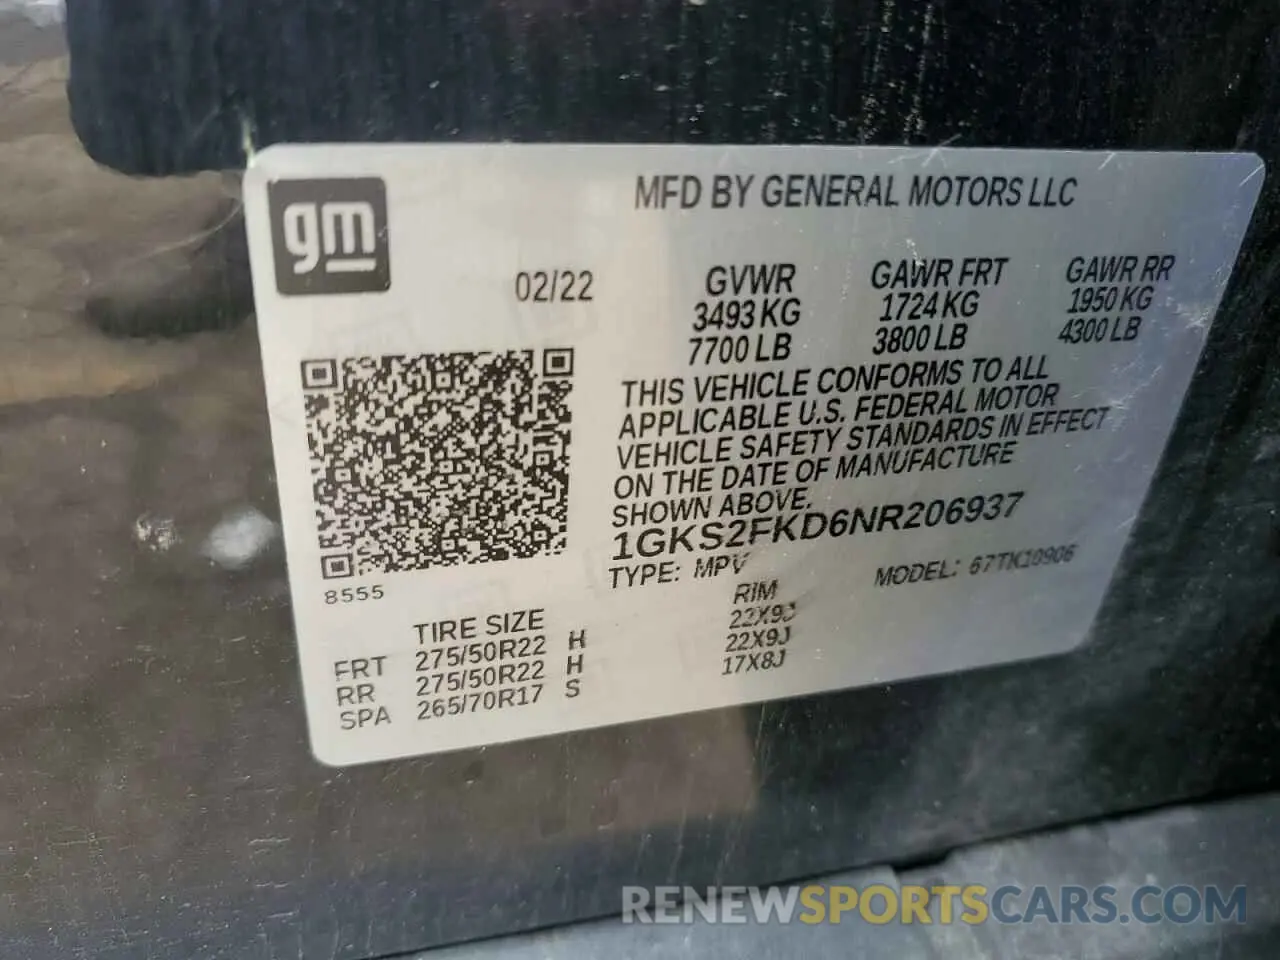 gm
MFD BY GENERAL MOTORS LLC
02/22
GVWR GAWR FRT GAWR RR
3493 KG 1724 KG 1950 KG
7700 LB 3800 LB 4300 LB
THIS VEHICLE CONFORMS TO ALL
APPLICABLE U.S. FEDERAL MOTOR
VEHICLE SAFETY STANDARDS IN EFFECT
ON THE DATE OF MANUFACTURE
SHOWN ABOVE.
1GKS2FKD6NR206937
TYPE: MPV MODEL: 67TK10906
8555
TIRE SIZE RIM
FRT 275/50R22 H 22X9J
RR 275/50R22 H 22X9J
SPA 265/70R17 S 17X8J
RENEWSPORTSCARS.COM